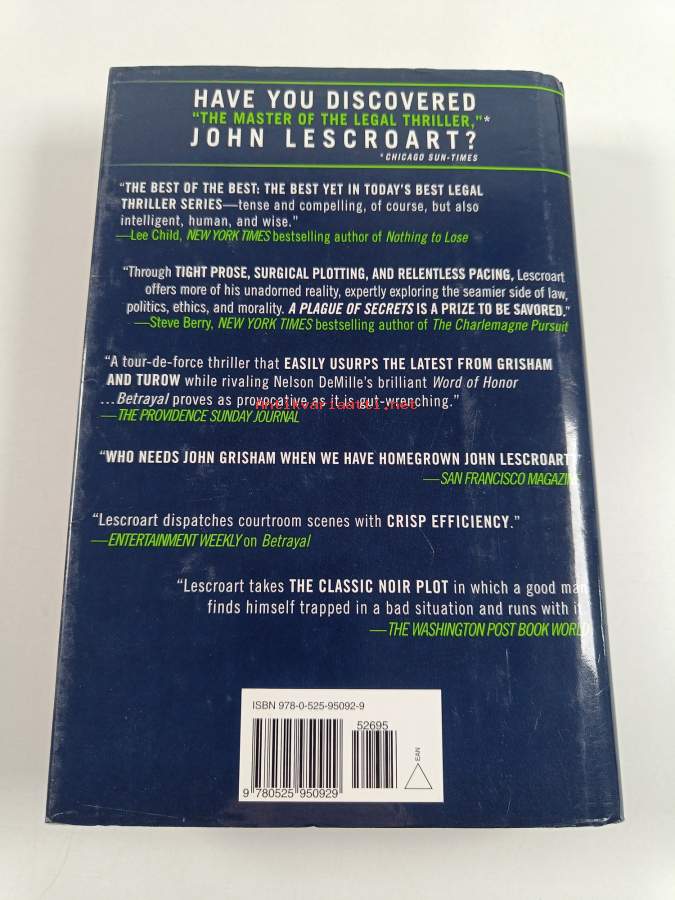 HAVE YOU DISCOVERED
"THE MASTER OF THE LEGAL THRILLER,"*
JOHN LESCROART?
*CHICAGO SUN-TIMES
"THE BEST OF THE BEST: THE BEST YET IN TODAY'S BEST LEGAL
THRILLER SERIES—tense and compelling, of course, but also
intelligent, human, and wise."
—Lee Child, NEW YORK TIMES bestselling author of Nothing to Lose
"Through TIGHT PROSE, SURGICAL PLOTTING, AND RELENTLESS PACING, Lescroart
offers more of his unadorned reality, expertly exploring the seamier side of law,
politics, ethics, and morality. A PLAGUE OF SECRETS IS A PRIZE TO BE SAVORED."
—Steve Berry, NEW YORK TIMES bestselling author of The Charlemagne Pursuit
"A tour-de-force thriller that EASILY USURPS THE LATEST FROM GRISHAM
AND TUROW while rivaling Nelson DeMille's brilliant Word of Honor
...Betrayal proves as provocative as it is gut-wrenching."
Antikvariaatti.net
—THE PROVIDENCE SUNDAY JOURNAL
"WHO NEEDS JOHN GRISHAM WHEN WE HAVE HOMEGROWN JOHN LESCROART?"
—SAN FRANCISCO MAGAZINE
"Lescroart dispatches courtroom scenes with CRISP EFFICIENCY."
—ENTERTAINMENT WEEKLY on Betrayal
"Lescroart takes THE CLASSIC NOIR PLOT in which a good man
finds himself trapped in a bad situation and runs with it
—THE WASHINGTON POST BOOK WORLD
ISBN 978-0-525-95092-9
52695
EAN
9 780525 950929